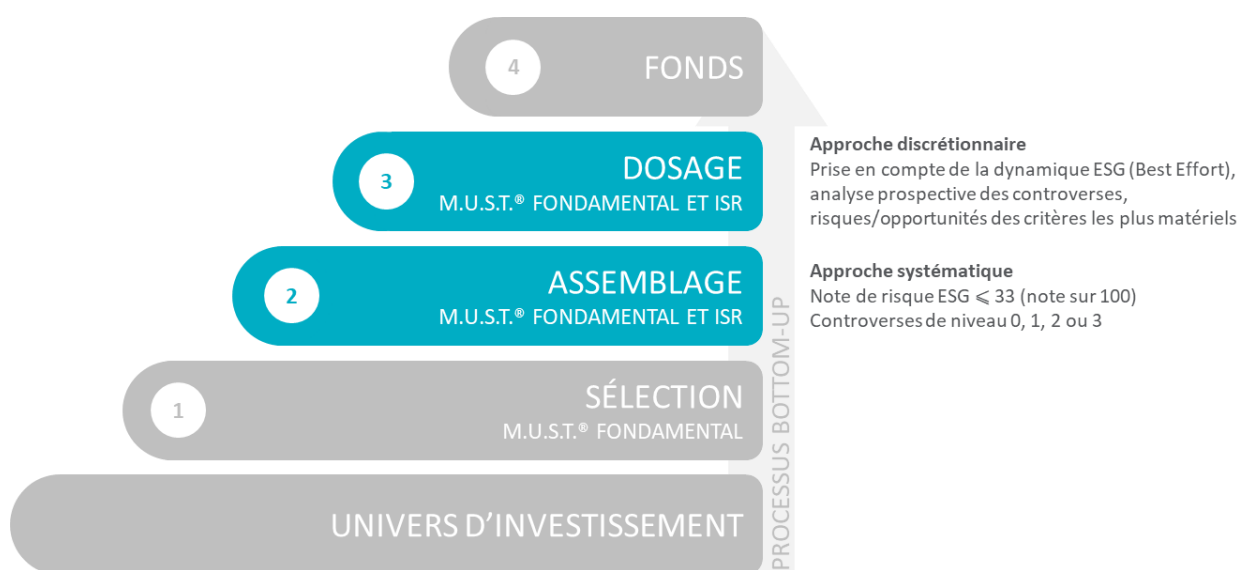 4
FONDS
3
DOSAGE
M.U.S.T.® FONDAMENTAL ET ISR
Approche discrétionnaire
Prise en compte de la dynamique ESG (Best Effort),
analyse prospective des controverses,
risques/opportunités des critères les plus matériels
2
ASSEMBLAGE
M.U.S.T.® FONDAMENTAL ET ISR
Approche systématique
Note de risque ESG ⩽ 33 (note sur 100)
Controverses de niveau 0, 1, 2 ou 3
1
SÉLECTION
M.U.S.T.® FONDAMENTAL
UNIVERS D’INVESTISSEMENT
PROCESSUS BOTTOM-UP